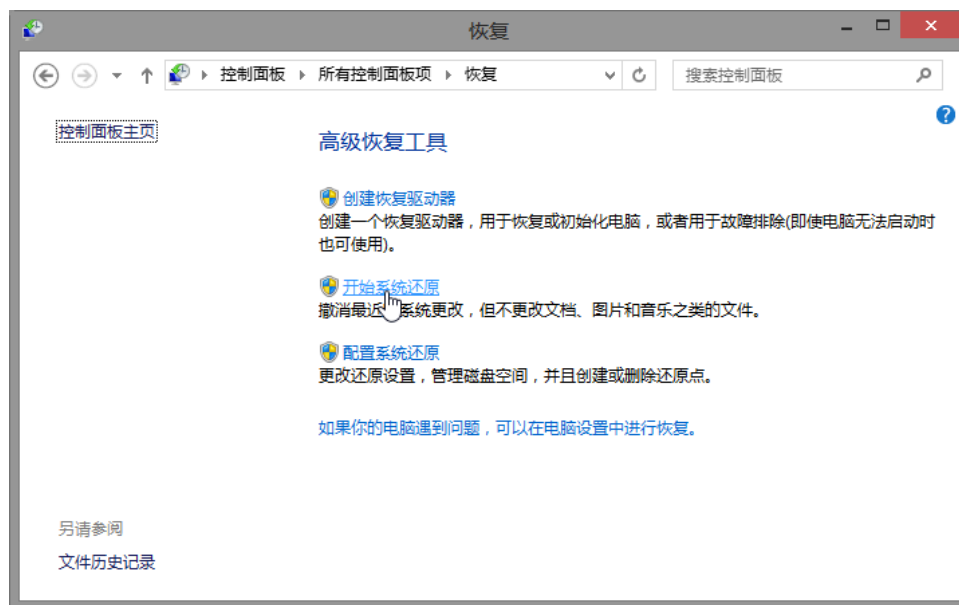 恢复
控制面板 所有控制面板项 恢复
搜索控制面板
控制面板主页
高级恢复工具
创建恢复驱动器
创建一个恢复驱动器，用于恢复或初始化电脑，或者用于故障排除(即使电脑无法启动时
也可使用)。
开始系统还原
撤消最近 系统更改，但不更改文档、图片和音乐之类的文件。
配置系统还原
更改还原设置，管理磁盘空间，并且创建或删除还原点。
如果你的电脑遇到问题，可以在电脑设置中进行恢复。
另请参阅
文件历史记录